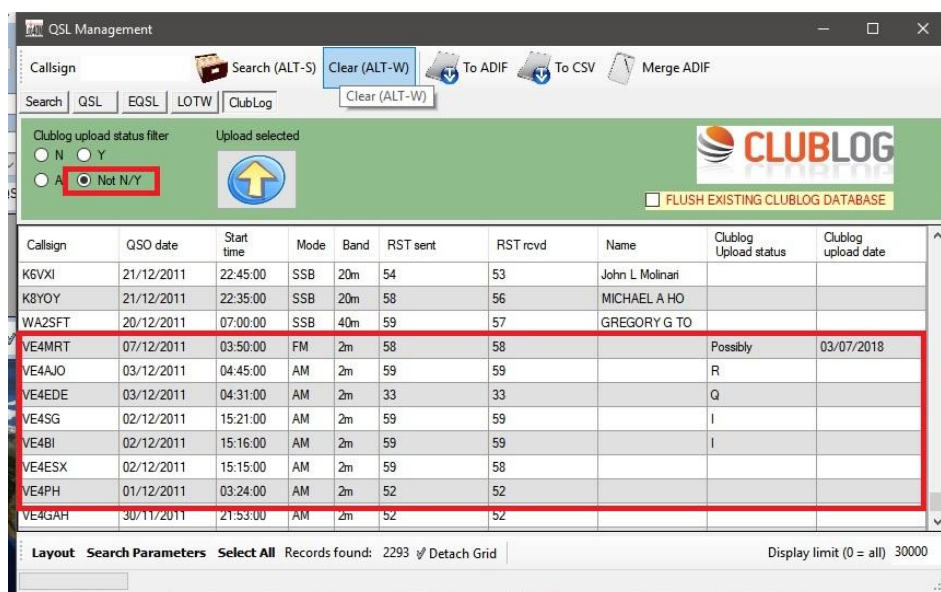 QSL Management
Callsign Search (ALT-S) Clear (ALT-W) To ADIF To CSV Merge ADIF
Clear (ALT-W)
Search QSL EQSL LOTW ClubLog
Clublog upload status filter Upload selected
N Y
A Not N/Y
CLUBLOG
FLUSH EXISTING CLUBLOG DATABASE
Callsign QSO date Start time Mode Band RST sent RST rcvd Name Clublog Upload status Clublog upload date
K6VXI 21/12/2011 22:45:00 SSB 20m 54 53 John L Molinari
K8YOY 21/12/2011 22:35:00 SSB 20m 58 56 MICHAEL A HO
WA2SFT 20/12/2011 07:00:00 SSB 40m 59 57 GREGORY G TO
VE4MRT 07/12/2011 03:50:00 FM 2m 58 58 Possibly 03/07/2018
VE4AJO 03/12/2011 04:45:00 AM 2m 59 59 R
VE4EDE 03/12/2011 04:31:00 AM 2m 33 33 Q
VE4SG 02/12/2011 15:21:00 AM 2m 59 59 I
VE4BI 02/12/2011 15:16:00 AM 2m 59 59 I
VE4ESX 02/12/2011 15:15:00 AM 2m 59 58
VE4PH 01/12/2011 03:24:00 AM 2m 52 52
VE4GAH 30/11/2011 21:53:00 AM 2m 52 52
Layout Search Parameters Select All Records found: 2293 Detach Grid Display limit (0 = all) 30000